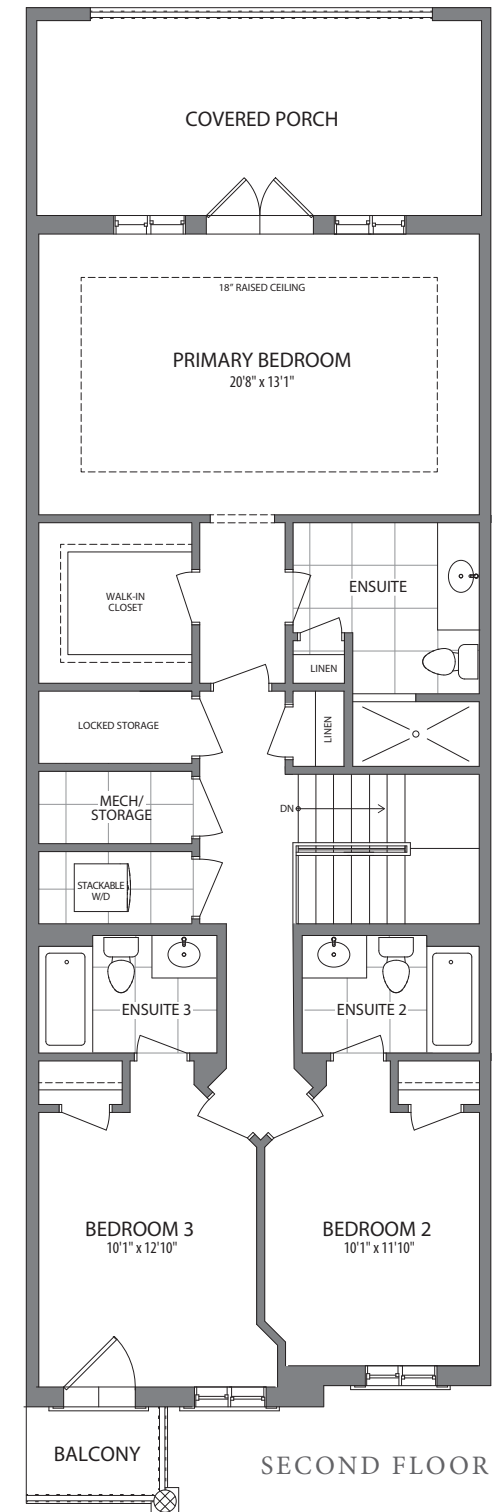 COVERED PORCH
18" RAISED CEILING
PRIMARY BEDROOM
20'8" x 13'1"
WALK-IN
CLOSET
ENSUITE
LINEN
LOCKED STORAGE
LINEN
MECH/
STORAGE
DN
STACKABLE
W/D
ENSUITE 3
ENSUITE 2
BEDROOM 3
10'1" x 12'10"
BEDROOM 2
10'1" x 11'10"
BALCONY
SECOND FLOOR